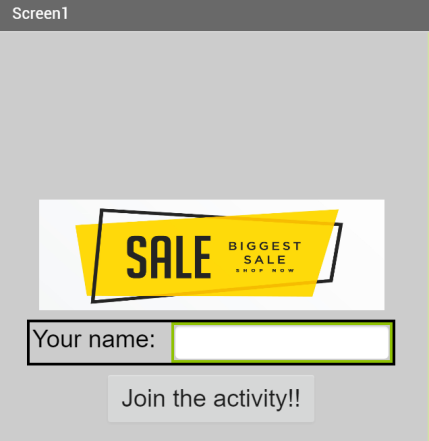 Screen1
SALE
BIGGEST
SALE
SHOP NOW
Your name:
Join the activity!!